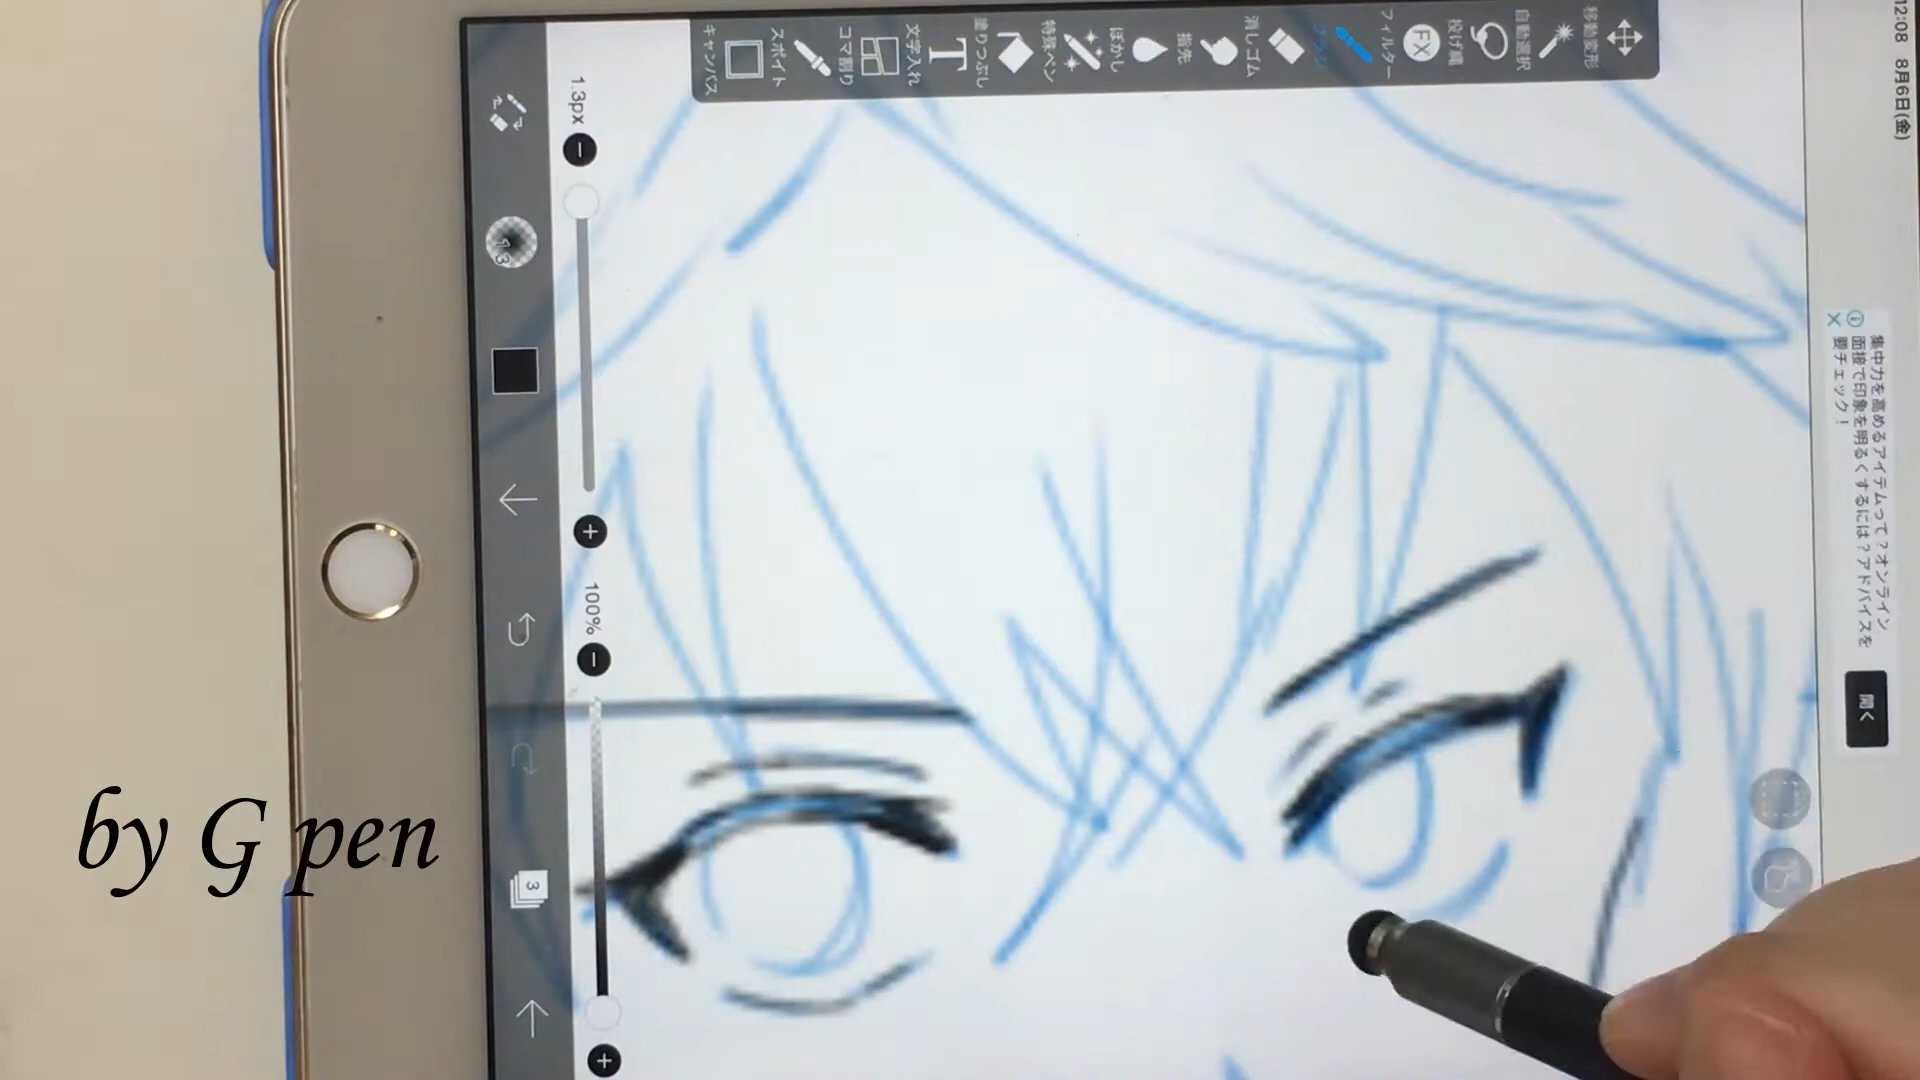 12:08 8月6日(金)
集中力を高めるアイテムって？オンライン
面接で印象を明るくするには？アドバイスを
要チェック！
開く
移動変形
自動選択
投げ縄
FX
フィルター
ブラシ
消しゴム
指先
ぼかし
特殊ペン
塗りつぶし
T
文字入れ
コマ割り
スポイト
キャンバス
1.3px
100%
1.3
3
by G pen